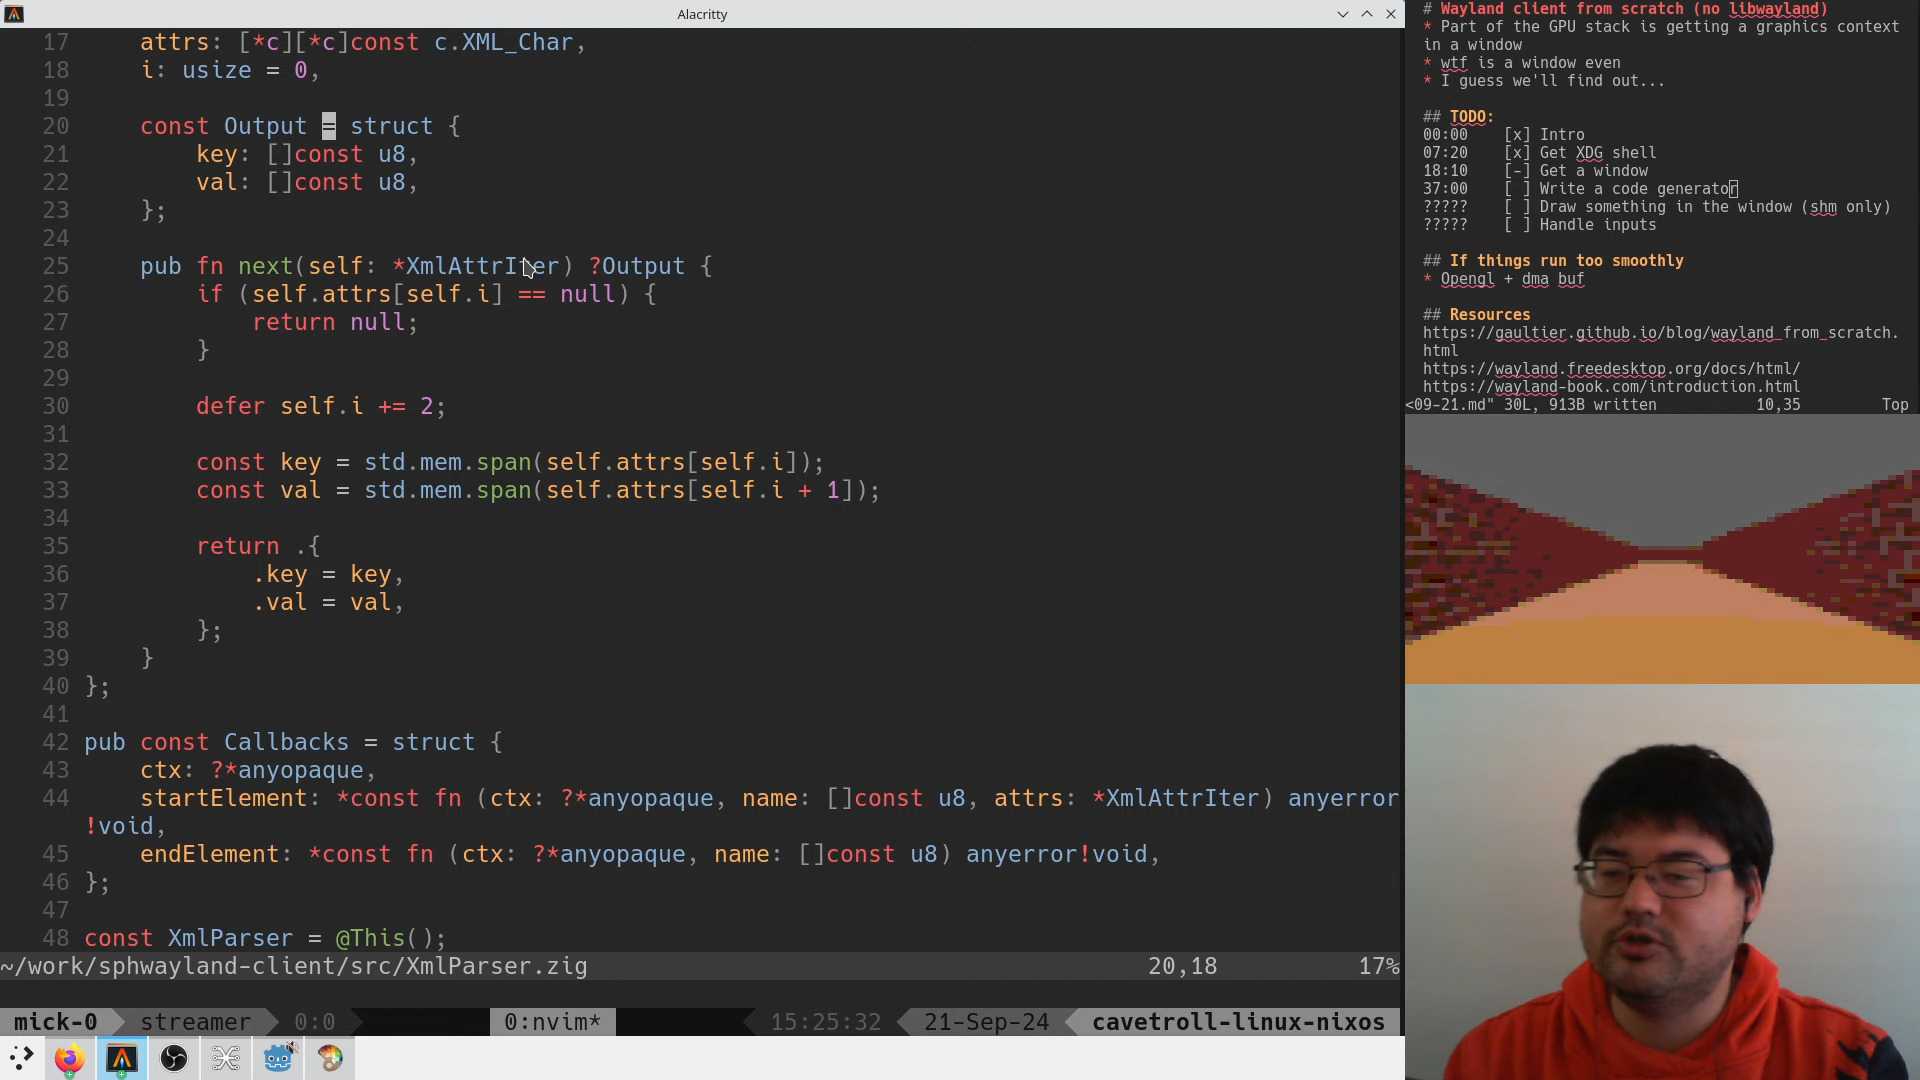 Alacritty
17 attrs: [*c][*c]const c.XML_Char,
18 i: usize = 0,
19
20 const Output = struct {
21 key: []const u8,
22 val: []const u8,
23 };
24
25 pub fn next(self: *XmlAttrIter) ?Output {
26 if (self.attrs[self.i] == null) {
27 return null;
28 }
29
30 defer self.i += 2;
31
32 const key = std.mem.span(self.attrs[self.i]);
33 const val = std.mem.span(self.attrs[self.i + 1]);
34
35 return .{
36 .key = key,
37 .val = val,
38 };
39 }
40 };
41
42 pub const Callbacks = struct {
43 ctx: ?*anyopaque,
44 startElement: *const fn (ctx: ?*anyopaque, name: []const u8, attrs: *XmlAttrIter) anyerror
!void,
45 endElement: *const fn (ctx: ?*anyopaque, name: []const u8) anyerror!void,
46 };
47
48 const XmlParser = @This();
~/work/sphwayland-client/src/XmlParser.zig 20,18 17%
mick-0 streamer 0:0 0:nvim* 15:25:32 21-Sep-24 cavetroll-linux-nixos
# Wayland client from scratch (no libwayland)
* Part of the GPU stack is getting a graphics context
in a window
* wtf is a window even
* I guess we'll find out...
## TODO:
00:00 [x] Intro
07:20 [x] Get XDG shell
18:10 [-] Get a window
37:00 [ ] Write a code generator
????? [ ] Draw something in the window (shm only)
????? [ ] Handle inputs
## If things run too smoothly
* Opengl + dma buf
## Resources
https://gaultier.github.io/blog/wayland_from_scratch.
html
https://wayland.freedesktop.org/docs/html/
https://wayland-book.com/introduction.html
<09-21.md" 30L, 913B written 10,35 Top